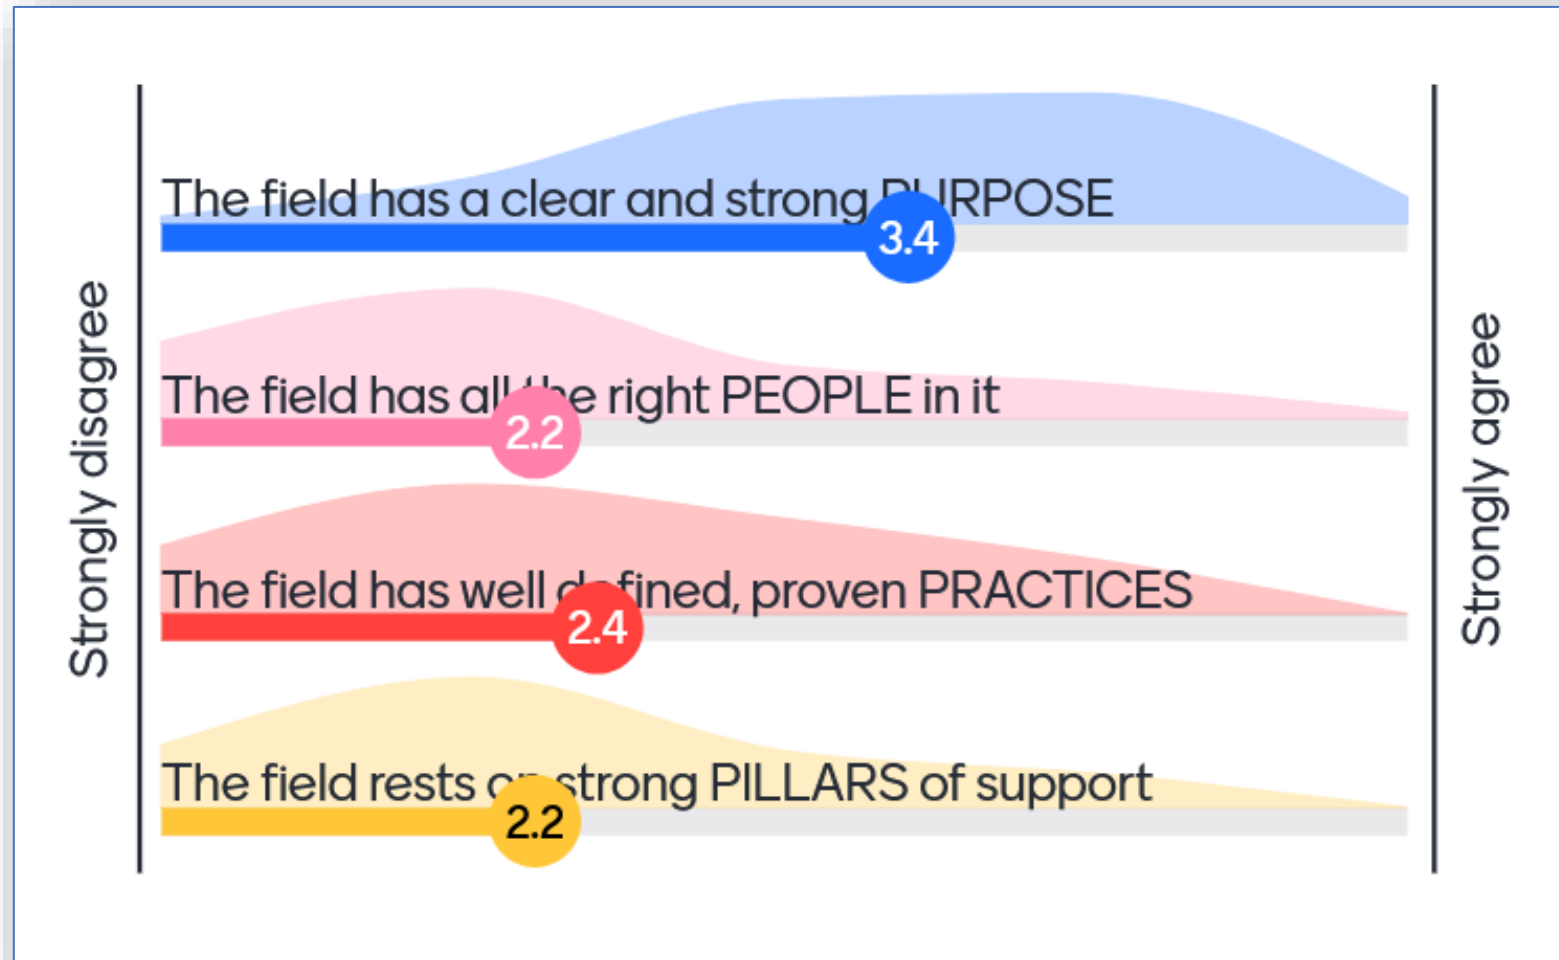 The field has a clear and strong PURPOSE
3.4
The field has all the right PEOPLE in it
2.2
The field has well defined, proven PRACTICES
2.4
The field rests on strong PILLARS of support
2.2
Strongly disagree
Strongly agree